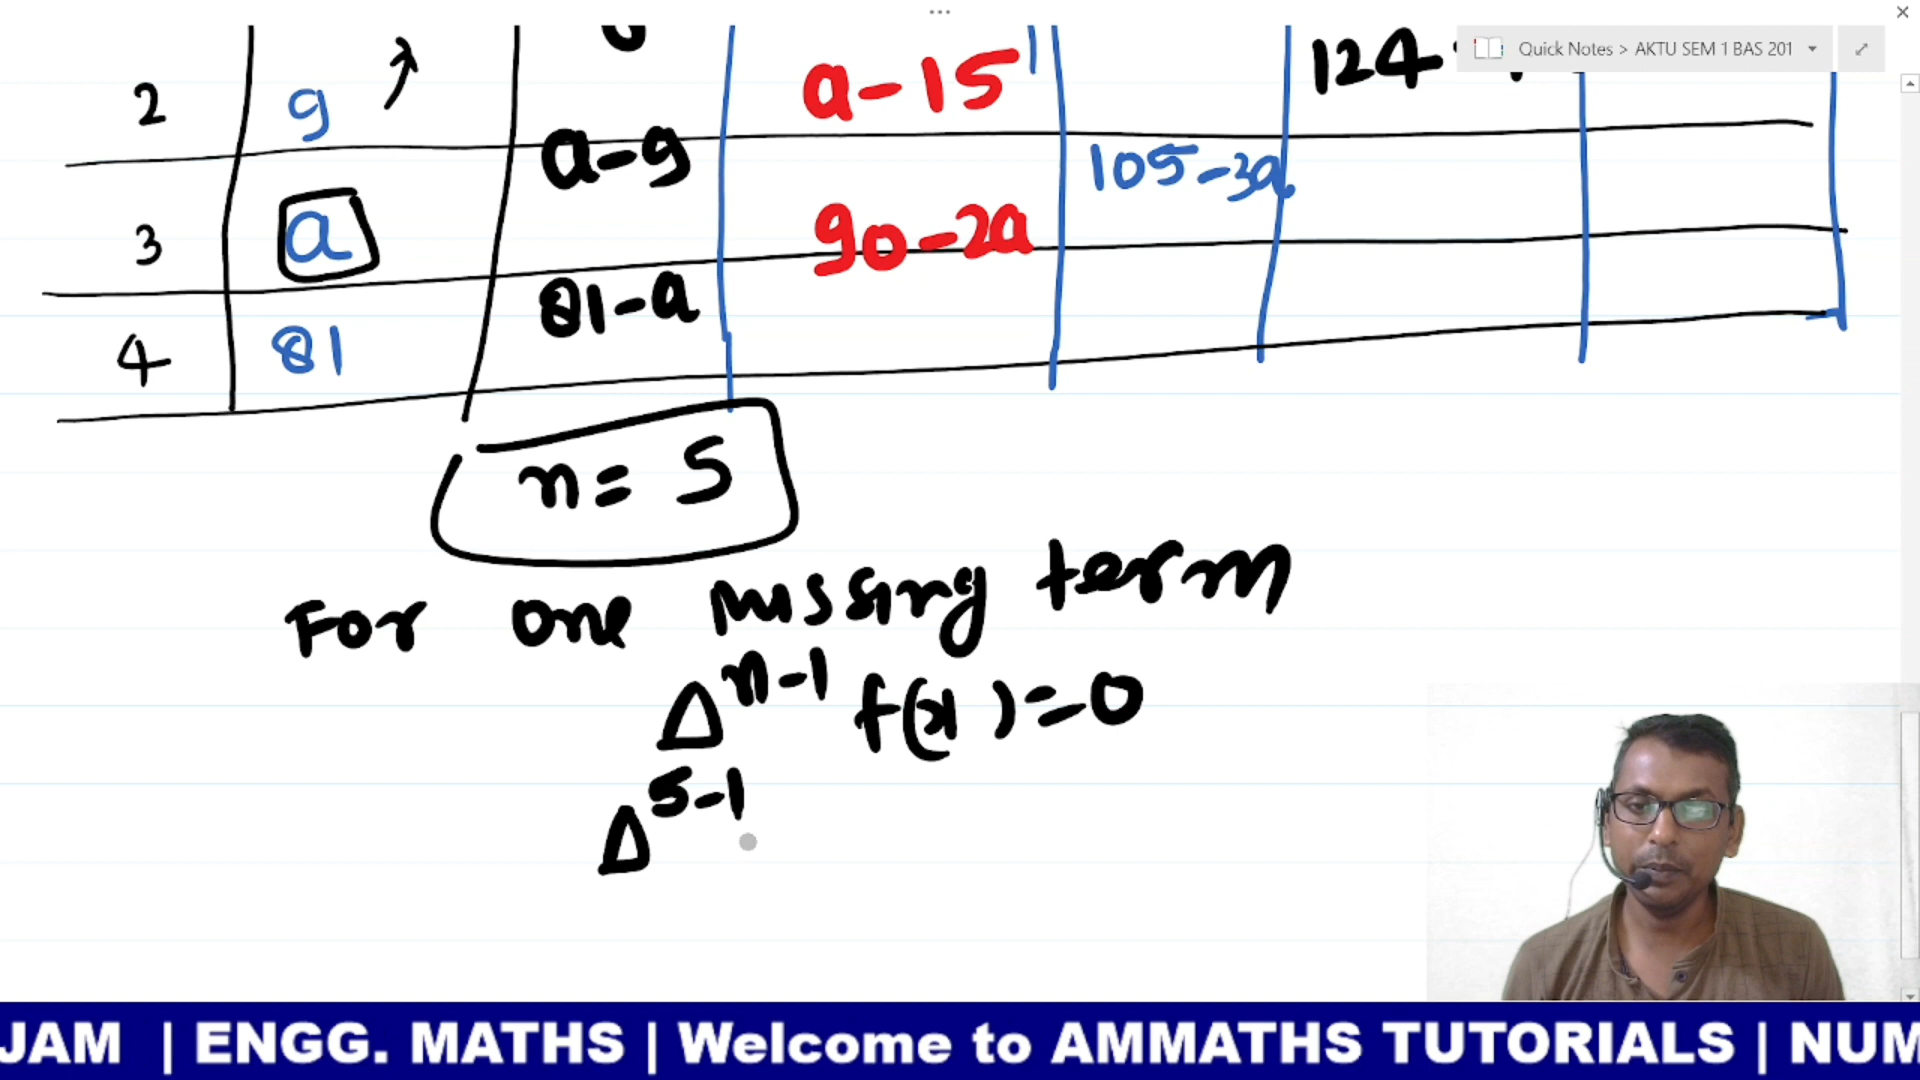 Quick Notes > AKTU SEM 1 BAS 201
2 9 a-15 124
a-9 105-3a
3 a 90-2a
81-a
4 81
n = 5
For one missing term
Δ^{n-1} f(x) = 0
Δ^{5-1}
JAM | ENGG. MATHS | Welcome to AMMATHS TUTORIALS | NUM